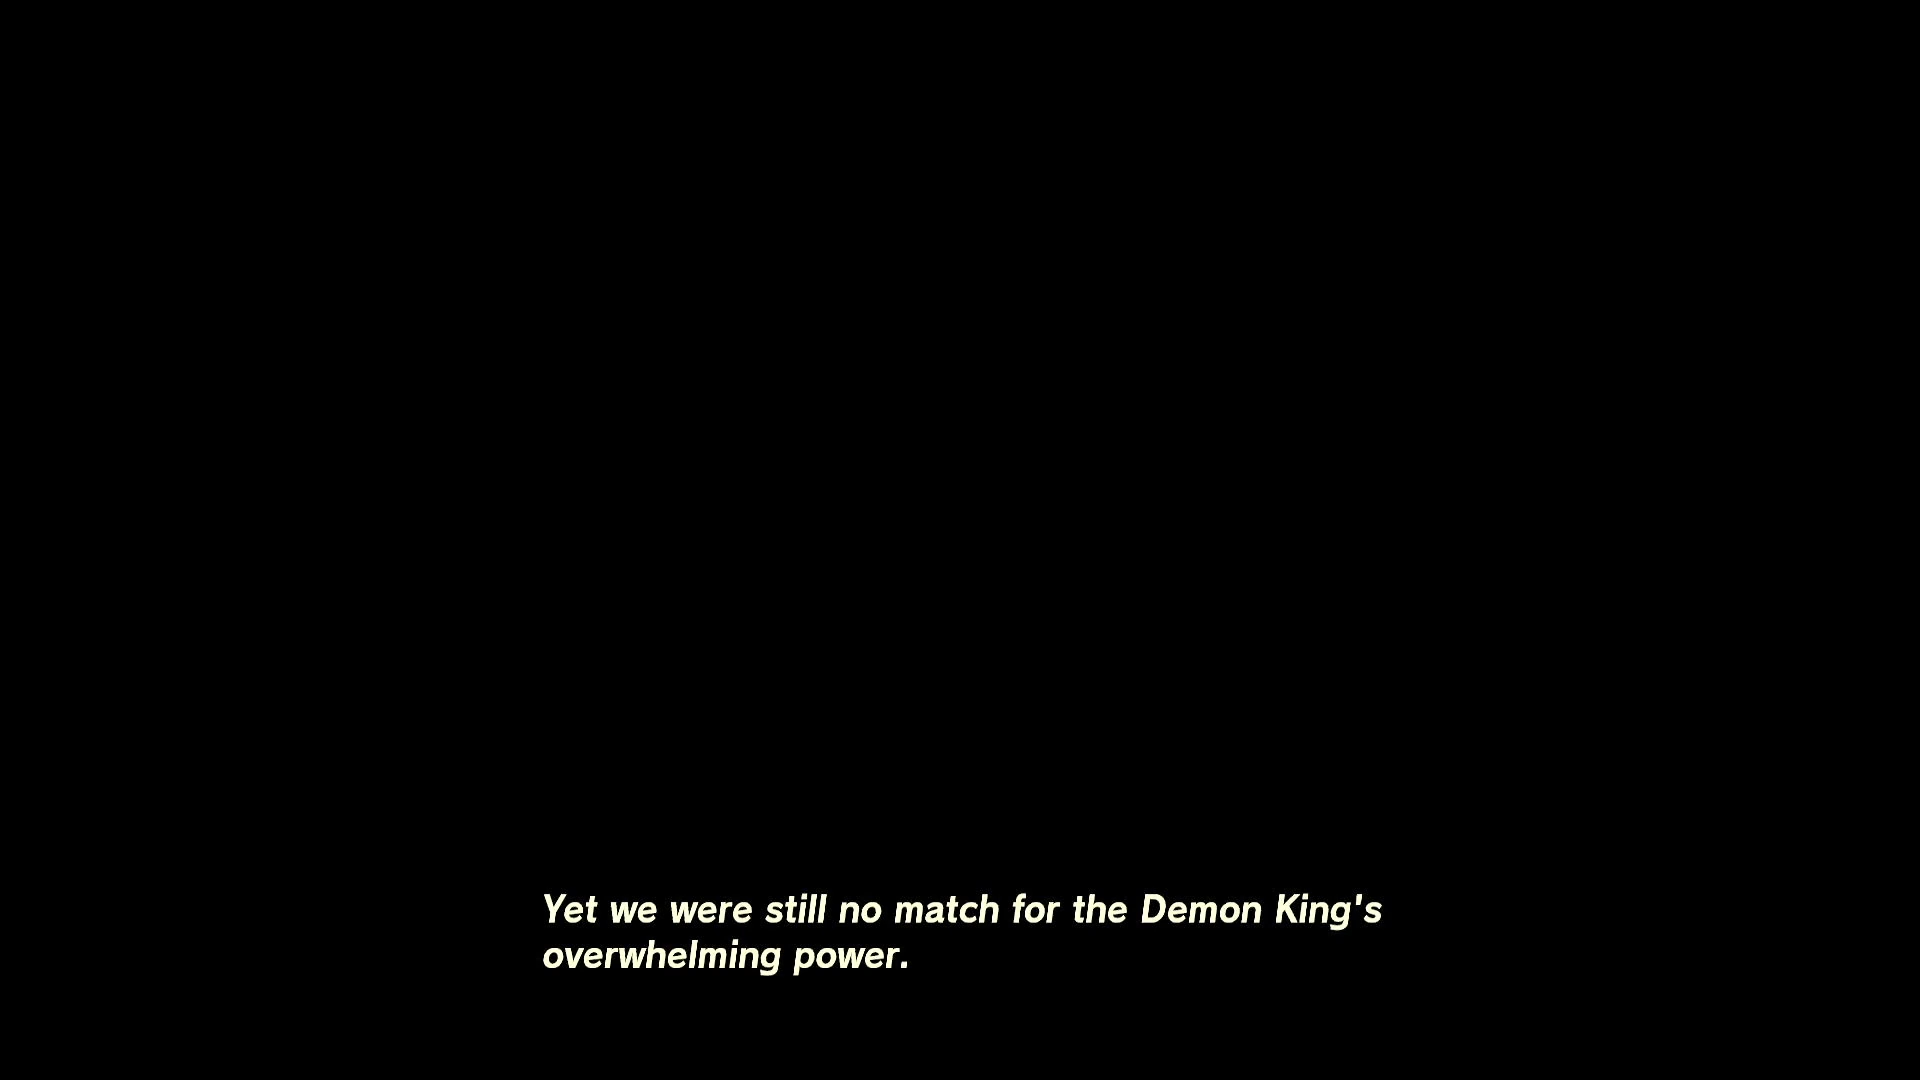 Yet we were still no match for the Demon King's
overwhelming power.